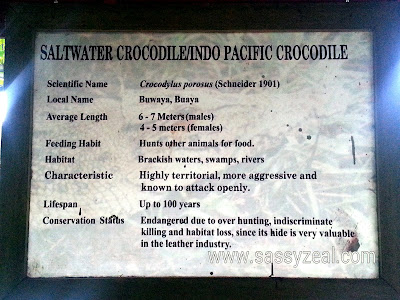 SALTWATER CROCODILE/INDO PACIFIC CROCODILE
Scientific Name Crocodylus porosus (Schneider 1901)
Local Name Buwaya, Buaya
Average Length 6 - 7 Meters(males)
4 - 5 meters (females)
Feeding Habit Hunts other animals for food.
Habitat Brackish waters, swamps, rivers
Characteristic Highly territorial, more aggressive and
known to attack openly.
Lifespan Up to 100 years
Conservation Status Endangered due to over hunting, indiscriminate
killing and habitat loss, since its hide is very valuable
in the leather industry.
www.sassyzeal.com